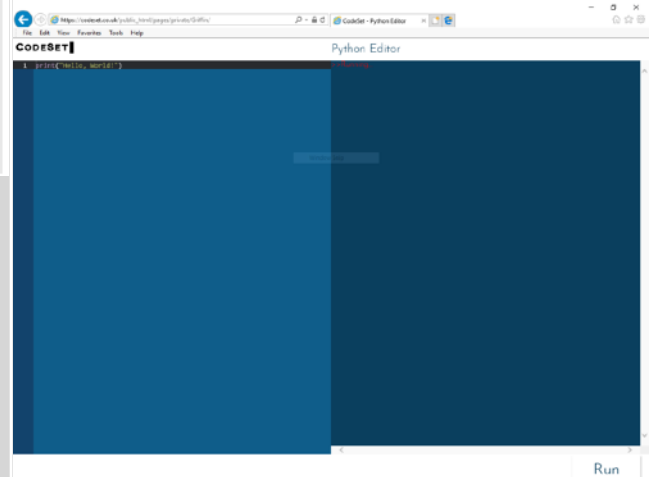 https://codeset.co.uk/public_html/pages/private/Griffin/
CodeSet - Python Editor
File Edit View Favorites Tools Help
CODESET
Python Editor
1 print("Hello, World!")
Run